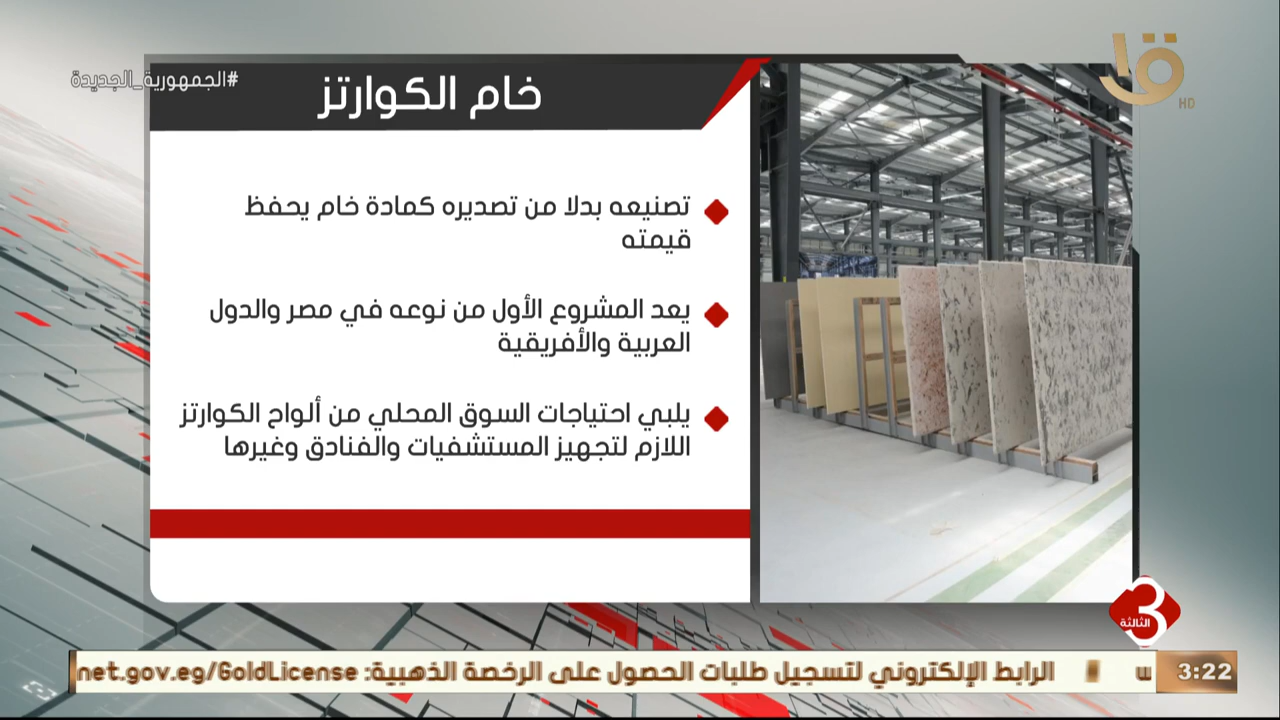 #الجمهورية_الجديدة
HD
خام الكوارتز
تصنيعه بدلا من تصديره كمادة خام يحفظ
قيمته
يعد المشروع الأول من نوعه في مصر والدول
العربية والأفريقية
يلبي احتياجات السوق المحلي من ألواح الكوارتز
اللازم لتجهيز المستشفيات والفنادق وغيرها
3
الثالثة
الرابط الإلكتروني لتسجيل طلبات الحصول على الرخصة الذهبية: net.gov.eg/GoldLicense
3:22